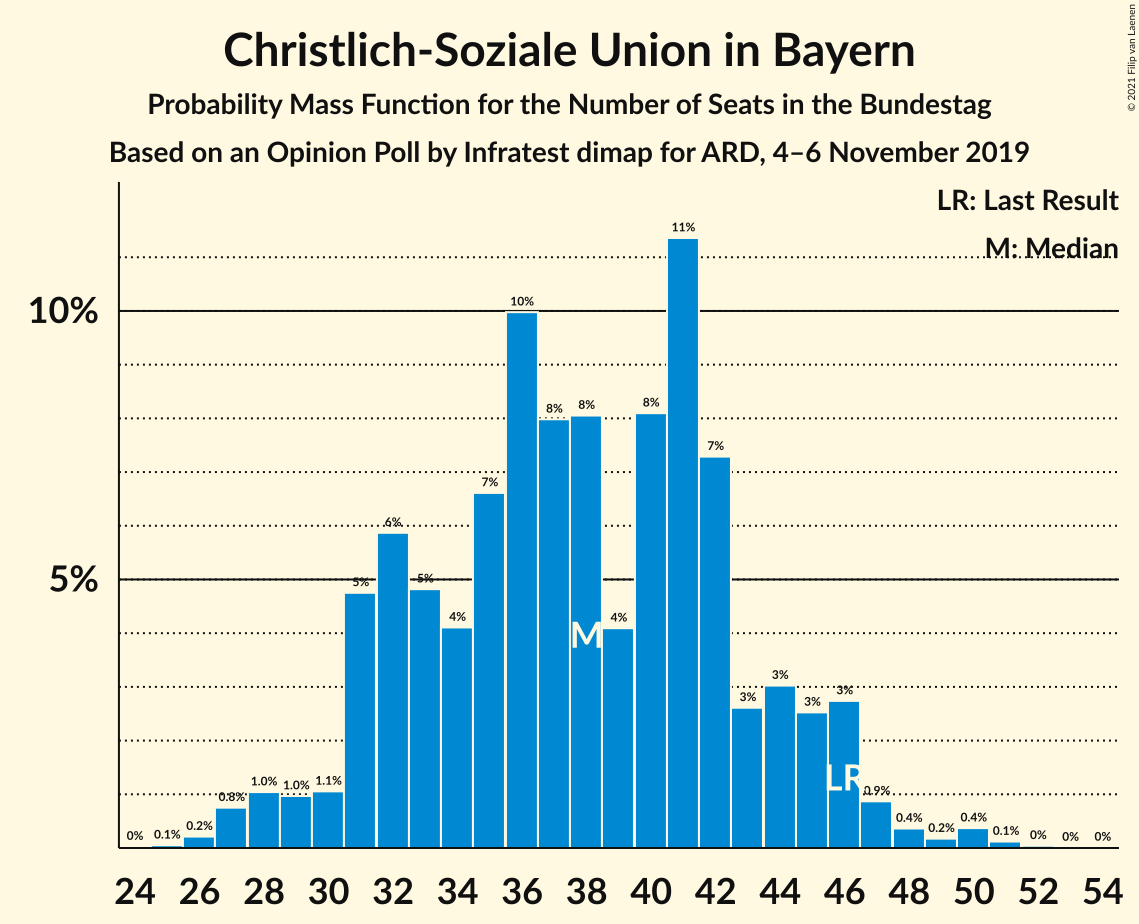 Christlich-Soziale Union in Bayern
Probability Mass Function for the Number of Seats in the Bundestag
Based on an Opinion Poll by Infratest dimap for ARD, 4–6 November 2019
© 2021 Filip van Laenen
LR: Last Result
M: Median
10%
5%
0% 0.1% 0.2% 0.8% 1.0% 1.0% 1.1% 5% 6% 5% 4% 7% 10% 8% 8% 4% 8% 11% 7% 3% 3% 3% 3% 0.9% 0.4% 0.2% 0.4% 0.1% 0% 0% 0%
M
LR
24 26 28 30 32 34 36 38 40 42 44 46 48 50 52 54